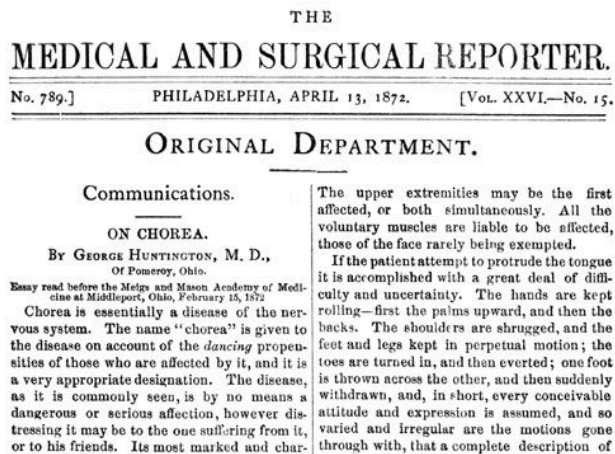 THE
MEDICAL AND SURGICAL REPORTER.
No. 789.] PHILADELPHIA, APRIL 13, 1872. [VOL. XXVI.—No. 15.
ORIGINAL DEPARTMENT.
Communications.
ON CHOREA.
BY GEORGE HUNTINGTON, M. D.,
Of Pomeroy, Ohio.
Essay read before the Meigs and Mason Academy of Medi-
cine at Middleport, Ohio, February 15, 1872
Chorea is essentially a disease of the ner-
vous system. The name "chorea" is given to
the disease on account of the dancing propen-
sities of those who are affected by it, and it is
a very appropriate designation. The disease,
as it is commonly seen, is by no means a
dangerous or serious affection, however dis-
tressing it may be to the one suffering from it,
or to his friends. Its most marked and char-
The upper extremities may be the first
affected, or both simultaneously. All the
voluntary muscles are liable to be affected,
those of the face rarely being exempted.
If the patient attempt to protrude the tongue
it is accomplished with a great deal of diffi-
culty and uncertainty. The hands are kept
rolling—first the palms upward, and then the
backs. The shoulders are shrugged, and the
feet and legs kept in perpetual motion; the
toes are turned in, and then everted; one foot
is thrown across the other, and then suddenly
withdrawn, and, in short, every conceivable
attitude and expression is assumed, and so
varied and irregular are the motions gone
through with, that a complete description of